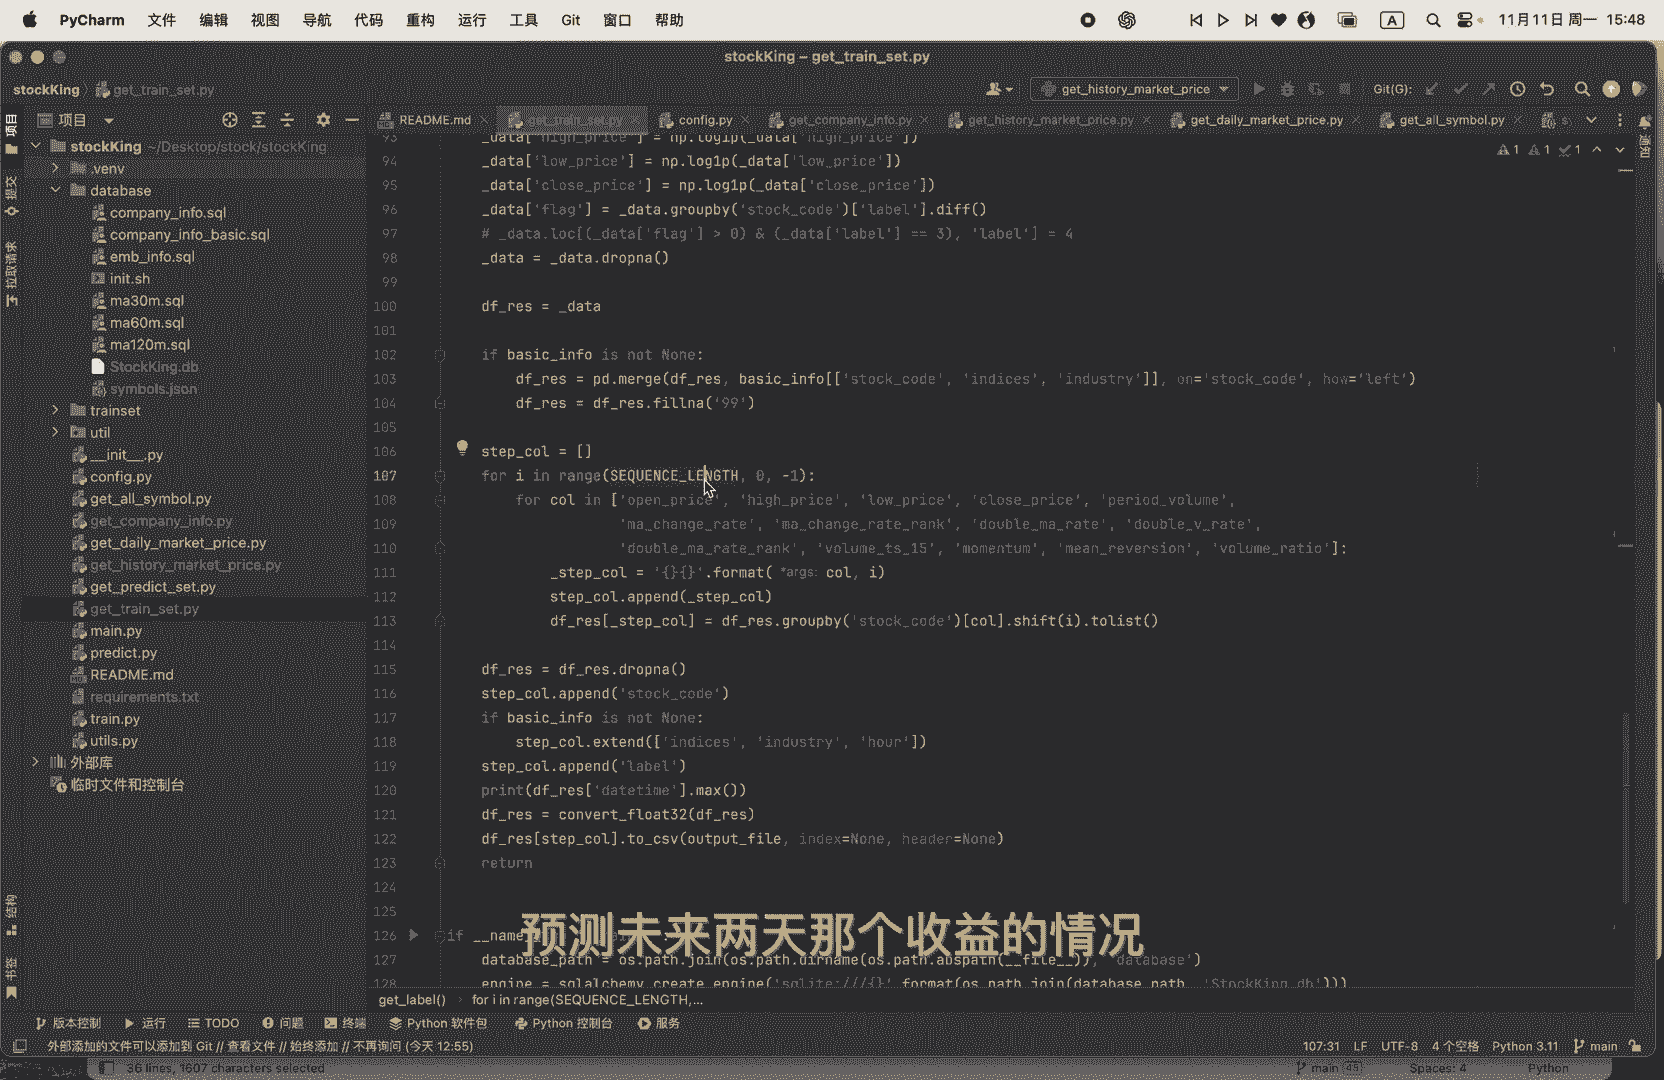 PyCharm 文件 编辑 视图 导航 代码 重构 运行 工具 Git 窗口 帮助 A 11月11日 周一 15:48
stockKing – get_train_set.py
stockKing get_train_set.py get_history_market_price Git(G):
项目 README.md get_train_set.py config.py get_company_info.py get_history_market_price.py get_daily_market_price.py get_all_symbol.py
项目
提交
拉取请求
结构
书签
通知
stockKing ~/Desktop/stock/stockKing
.venv
database
company_info.sql
company_info_basic.sql
emb_info.sql
init.sh
ma30m.sql
ma60m.sql
ma120m.sql
StockKing.db
symbols.json
trainset
util
__init__.py
config.py
get_all_symbol.py
get_company_info.py
get_daily_market_price.py
get_history_market_price.py
get_predict_set.py
get_train_set.py
main.py
predict.py
README.md
requirements.txt
train.py
utils.py
外部库
临时文件和控制台
1 1 1
93 _data['high_price'] = np.log1p(_data['high_price'])
94 _data['low_price'] = np.log1p(_data['low_price'])
95 _data['close_price'] = np.log1p(_data['close_price'])
96 _data['flag'] = _data.groupby('stock_code')['label'].diff()
97 # _data.loc[(_data['flag'] > 0) & (_data['label'] == 3), 'label'] = 4
98 _data = _data.dropna()
99
100 df_res = _data
101
102 if basic_info is not None:
103 df_res = pd.merge(df_res, basic_info[['stock_code', 'indices', 'industry']], on='stock_code', how='left')
104 df_res = df_res.fillna('99')
105
106 step_col = []
107 for i in range(SEQUENCE_LENGTH, 0, -1):
108 for col in ['open_price', 'high_price', 'low_price', 'close_price', 'period_volume',
109 'ma_change_rate', 'ma_change_rate_rank', 'double_ma_rate', 'double_v_rate',
110 'double_ma_rate_rank', 'volume_ts_15', 'momentum', 'mean_reversion', 'volume_ratio']:
111 _step_col = '{}{}'.format( *args: col, i)
112 step_col.append(_step_col)
113 df_res[_step_col] = df_res.groupby('stock_code')[col].shift(i).tolist()
114
115 df_res = df_res.dropna()
116 step_col.append('stock_code')
117 if basic_info is not None:
118 step_col.extend(['indices', 'industry', 'hour'])
119 step_col.append('label')
120 print(df_res['datetime'].max())
121 df_res = convert_float32(df_res)
122 df_res[step_col].to_csv(output_file, index=None, header=None)
123 return
124
125
126 if __name
127 database_path = os.path.join(os.path.dirname(os.path.abspath(__file__)), 'database')
128 engine = sqlalchemy.create_engine('sqlite:///{}'.format(os.path.join(database_path, 'StockKing.db')))
预测未来两天那个收益的情况
get_label() for i in range(SEQUENCE_LENGTH,...
版本控制 运行 TODO 问题 终端 Python 软件包 Python 控制台 服务
外部添加的文件可以添加到 Git // 查看文件 // 始终添加 // 不再询问 (今天 12:55) 107:31 LF UTF-8 4 个空格 Python 3.11 main
36 lines, 1607 characters selected main Spaces: 4 Python